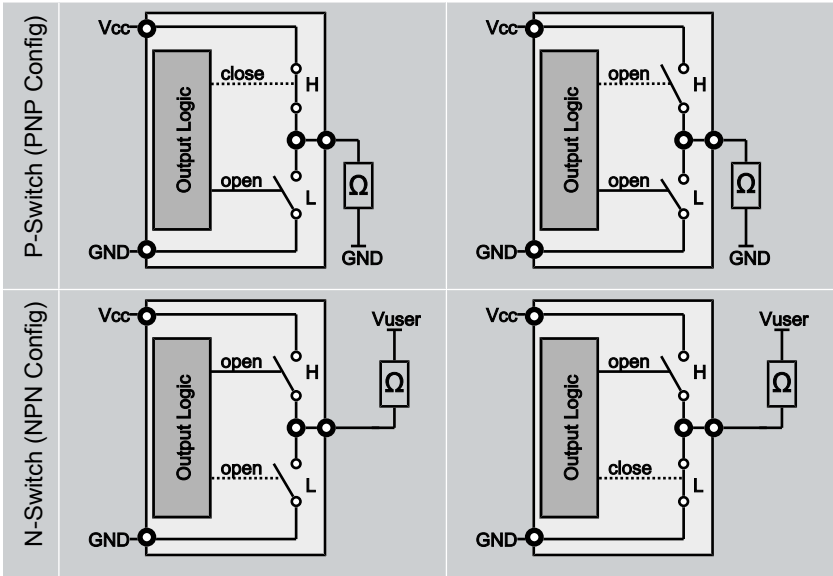 P-Switch (PNP Config)
Vcc
Output Logic
close
H
open
L
Ω
GND
GND
Vcc
Output Logic
open
H
open
L
Ω
GND
GND
N-Switch (NPN Config)
Vcc
Vuser
Output Logic
open
H
Ω
open
L
GND
Vcc
Vuser
Output Logic
open
H
Ω
close
L
GND